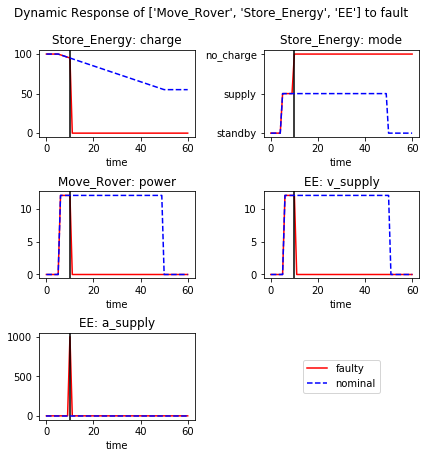 Dynamic Response of ['Move_Rover', 'Store_Energy', 'EE'] to fault
Store_Energy: charge
100
50
0
0 20 40 60
time
Store_Energy: mode
no_charge
supply
standby
0 20 40 60
time
Move_Rover: power
10
5
0
0 20 40 60
time
EE: v_supply
10
5
0
0 20 40 60
time
EE: a_supply
1000
500
0
0 20 40 60
time
faulty
nominal